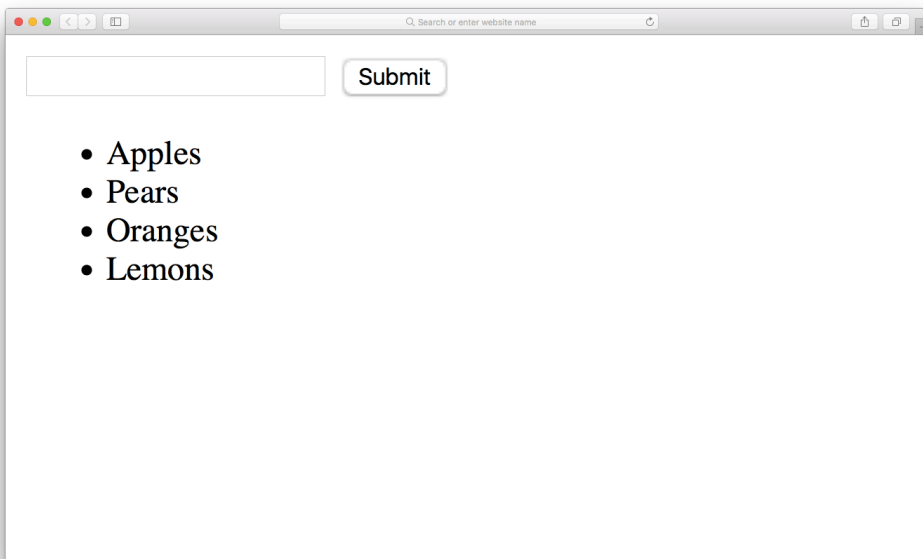 Search or enter website name
Submit
• Apples
• Pears
• Oranges
• Lemons